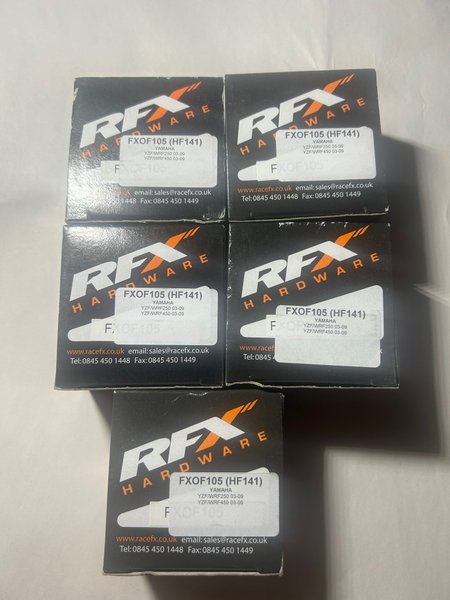 RFX
HARDWARE
FXOF105 (HF141)
YAMAHA
YZF/WRF250 03-09
YZF/WRF450 03-09
FXOF105
email: sales@racefx.co.uk
1448 Fax: 0845 450 1449
RFX
HARDWARE
FXOF105 (HF141)
YAMAHA
YZF/WRF250 03-09
YZF/WRF450 03-09
FXOF105
www.racefx.co.uk email: sales@racefx.co.uk
Tel: 0845 450 1448 Fax: 0845 450 1449
RFX
HARDWARE
FXOF105 (HF141)
YAMAHA
YZF/WRF250 03-09
YZF/WRF450 03-09
FXOF105
www.racefx.co.uk email: sales@racefx.co.uk
Tel: 0845 450 1448 Fax: 0845 450 1449
RFX
HARDWARE
FXOF105 (HF141)
YAMAHA
YZF/WRF250 03-09
YZF/WRF450 03-09
www.racefx.co.uk email: sales@racefx.co.uk
Tel: 0845 450 1448 Fax: 0845 450 1449
RFX
HARDWARE
FXOF105 (HF141)
YAMAHA
YZF/WRF250 03-09
YZF/WRF450 03-09
FXOF105
www.racefx.co.uk email: sales@racefx.co.uk
Tel: 0845 450 1448 Fax: 0845 450 1449